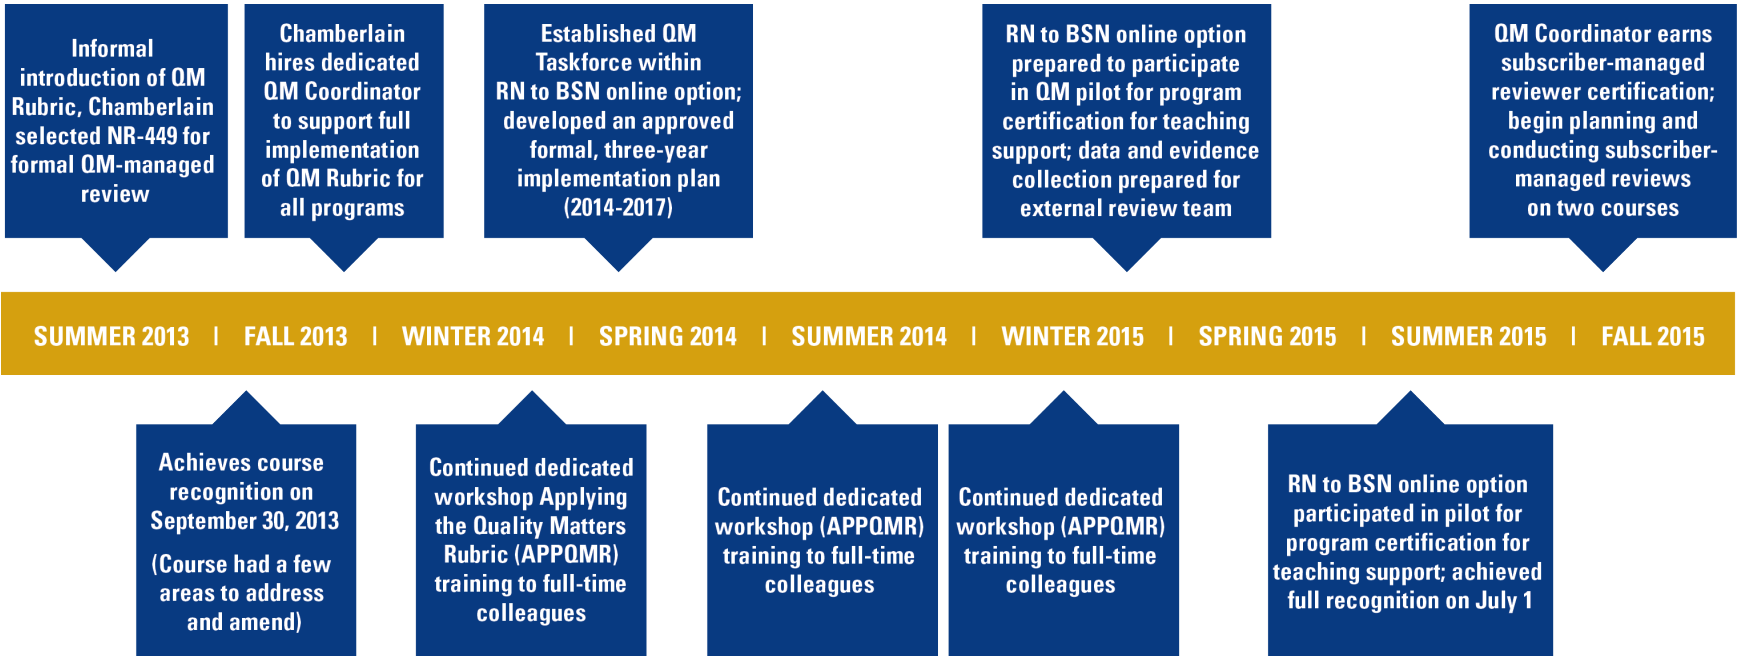 Informal
introduction of QM
Rubric, Chamberlain
selected NR-449 for
formal QM-managed
review
Chamberlain
hires dedicated
QM Coordinator
to support full
implementation
of QM Rubric for
all programs
Established QM
Taskforce within
RN to BSN online option;
developed an approved
formal, three-year
implementation plan
(2014-2017)
RN to BSN online option
prepared to participate
in QM pilot for program
certification for teaching
support; data and evidence
collection prepared for
external review team
QM Coordinator earns
subscriber-managed
reviewer certification;
begin planning and
conducting subscriber-
managed reviews
on two courses
SUMMER 2013 | FALL 2013 | WINTER 2014 | SPRING 2014 | SUMMER 2014 | WINTER 2015 | SPRING 2015 | SUMMER 2015 | FALL 2015
Achieves course
recognition on
September 30, 2013
(Course had a few
areas to address
and amend)
Continued dedicated
workshop Applying
the Quality Matters
Rubric (APPQMR)
training to full-time
colleagues
Continued dedicated
workshop (APPQMR)
training to full-time
colleagues
Continued dedicated
workshop (APPQMR)
training to full-time
colleagues
RN to BSN online option
participated in pilot for
program certification for
teaching support; achieved
full recognition on July 1